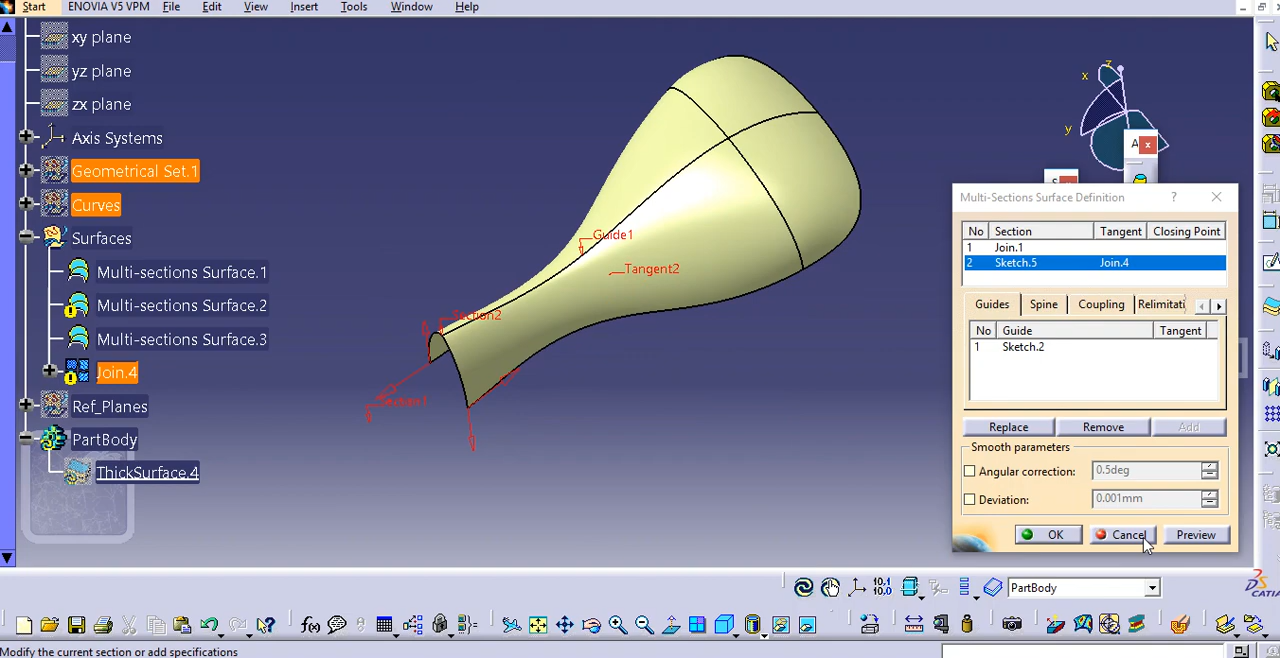 Start ENOVIA V5 VPM File Edit View Insert Tools Window Help
xy plane
yz plane
zx plane
Axis Systems
Geometrical Set.1
Curves
Surfaces
Multi-sections Surface.1
Multi-sections Surface.2
Multi-sections Surface.3
Join.4
Ref_Planes
PartBody
ThickSurface.4
Guide1
Tangent2
Section2
z
x
y
A
Multi-Sections Surface Definition ?
No Section Tangent Closing Point
1 Join.1
2 Sketch.5 Join.4
Guides Spine Coupling Relimitati
No Guide Tangent
1 Sketch.2
Replace Remove Add
Smooth parameters
Angular correction: 0.5deg
Deviation: 0.001mm
OK Cancel Preview
10,1
10,0
PartBody
f(x)
CATIA
Modify the current section or add specifications